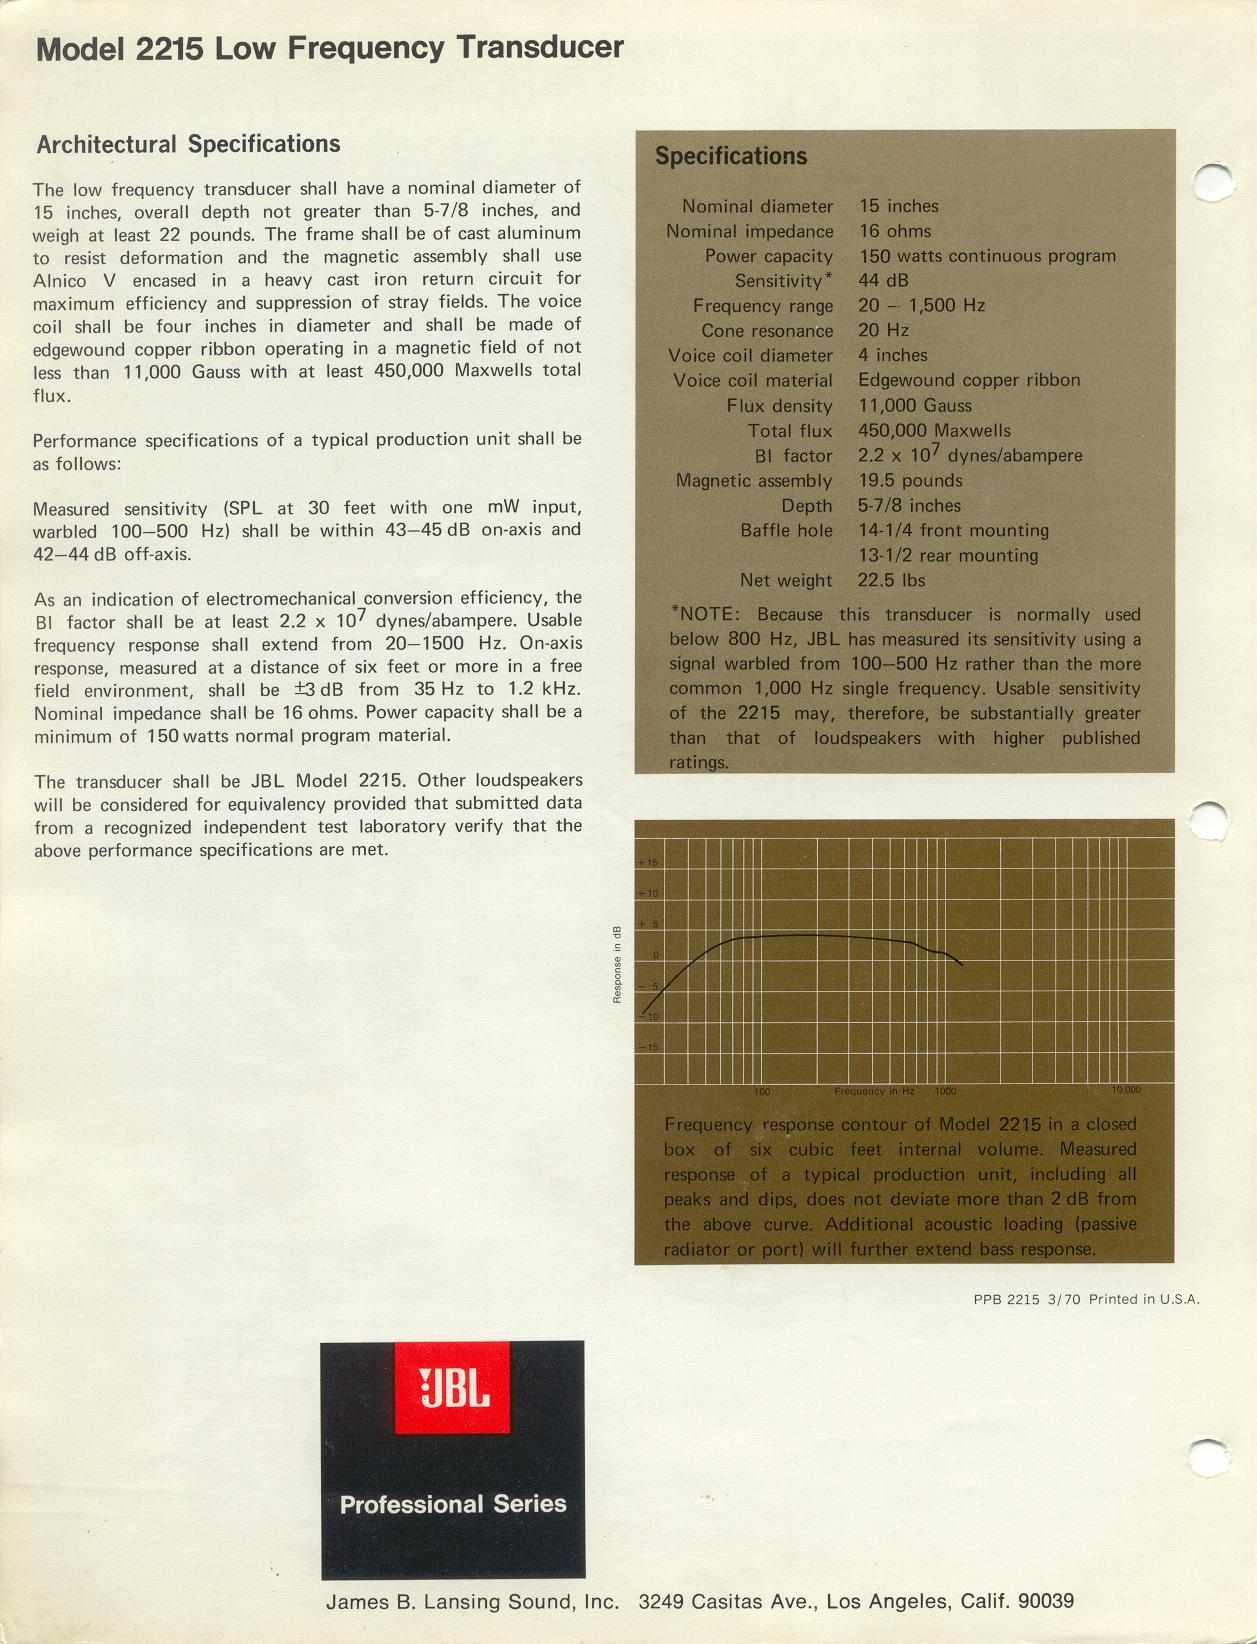 Model 2215 Low Frequency Transducer
Architectural Specifications
The low frequency transducer shall have a nominal diameter of
15 inches, overall depth not greater than 5-7/8 inches, and
weigh at least 22 pounds. The frame shall be of cast aluminum
to resist deformation and the magnetic assembly shall use
Alnico V encased in a heavy cast iron return circuit for
maximum efficiency and suppression of stray fields. The voice
coil shall be four inches in diameter and shall be made of
edgewound copper ribbon operating in a magnetic field of not
less than 11,000 Gauss with at least 450,000 Maxwells total
flux.
Performance specifications of a typical production unit shall be
as follows:
Measured sensitivity (SPL at 30 feet with one mW input,
warbled 100–500 Hz) shall be within 43–45 dB on-axis and
42–44 dB off-axis.
As an indication of electromechanical conversion efficiency, the
Bl factor shall be at least 2.2 x 10⁷ dynes/abampere. Usable
frequency response shall extend from 20–1500 Hz. On-axis
response, measured at a distance of six feet or more in a free
field environment, shall be ±3 dB from 35 Hz to 1.2 kHz.
Nominal impedance shall be 16 ohms. Power capacity shall be a
minimum of 150 watts normal program material.
The transducer shall be JBL Model 2215. Other loudspeakers
will be considered for equivalency provided that submitted data
from a recognized independent test laboratory verify that the
above performance specifications are met.
Specifications
Nominal diameter 15 inches
Nominal impedance 16 ohms
Power capacity 150 watts continuous program
Sensitivity* 44 dB
Frequency range 20 – 1,500 Hz
Cone resonance 20 Hz
Voice coil diameter 4 inches
Voice coil material Edgewound copper ribbon
Flux density 11,000 Gauss
Total flux 450,000 Maxwells
Bl factor 2.2 x 10⁷ dynes/abampere
Magnetic assembly 19.5 pounds
Depth 5-7/8 inches
Baffle hole 14-1/4 front mounting
13-1/2 rear mounting
Net weight 22.5 lbs
*NOTE: Because this transducer is normally used
below 800 Hz, JBL has measured its sensitivity using a
signal warbled from 100–500 Hz rather than the more
common 1,000 Hz single frequency. Usable sensitivity
of the 2215 may, therefore, be substantially greater
than that of loudspeakers with higher published
ratings.
+15
+10
+ 5
0
– 5
–10
–15
Response in dB
100 Frequency in Hz 1000 10,000
Frequency response contour of Model 2215 in a closed
box of six cubic feet internal volume. Measured
response of a typical production unit, including all
peaks and dips, does not deviate more than 2 dB from
the above curve. Additional acoustic loading (passive
radiator or port) will further extend bass response.
PPB 2215 3/70 Printed in U.S.A.
JBL
Professional Series
James B. Lansing Sound, Inc. 3249 Casitas Ave., Los Angeles, Calif. 90039